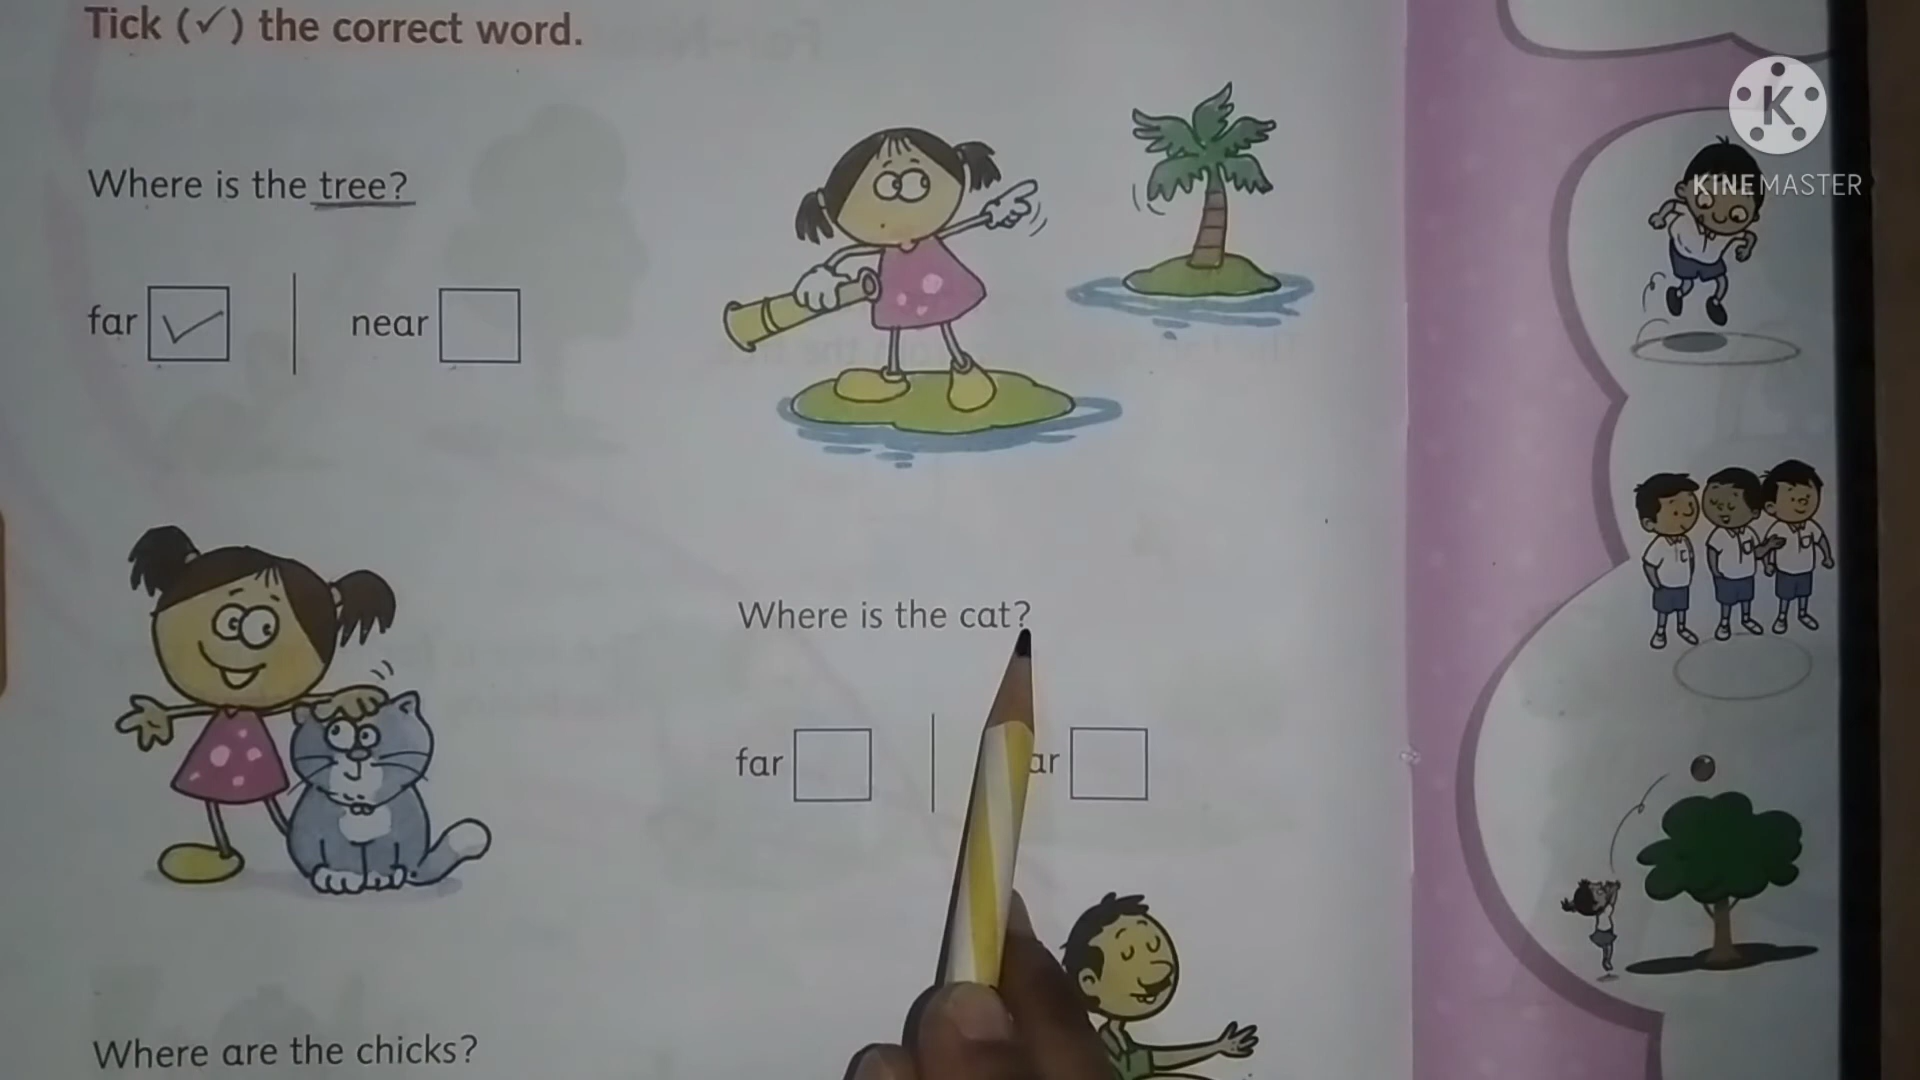 Tick (✓) the correct word.
Where is the tree?
far
near
Where is the cat?
far
Where are the chicks?
K
KINEMASTER